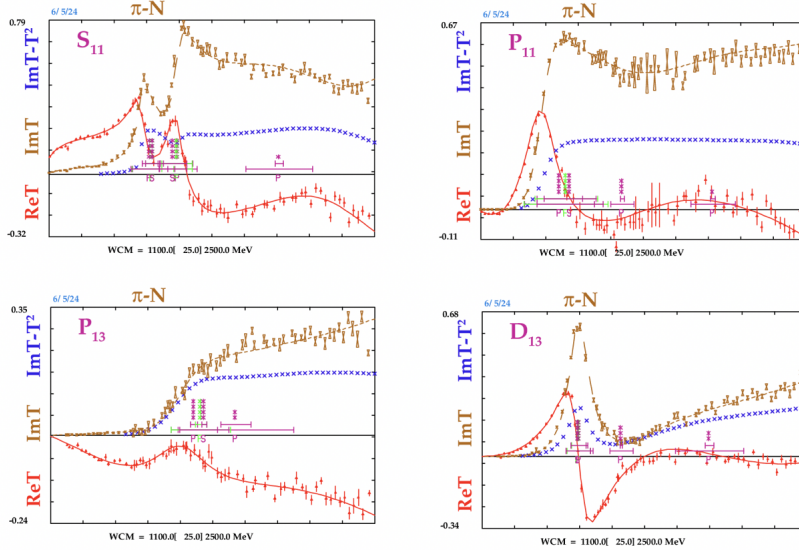 6/ 5/24
π-N
0.79
S11
ImT-T²
ImT
ReT
-0.32
PS
S P
P
WCM = 1100.0[ 25.0] 2500.0 MeV
6/ 5/24
π-N
0.67
P11
ImT-T²
ImT
ReT
-0.11
P S
P
P
WCM = 1100.0[ 25.0] 2500.0 MeV
6/ 5/24
π-N
0.35
P13
ImT-T²
ImT
ReT
-0.24
P S
P
WCM = 1100.0[ 25.0] 2500.0 MeV
6/ 5/24
π-N
0.68
D13
ImT-T²
ImT
ReT
-0.34
P
P
WCM = 1100.0[ 25.0] 2500.0 MeV